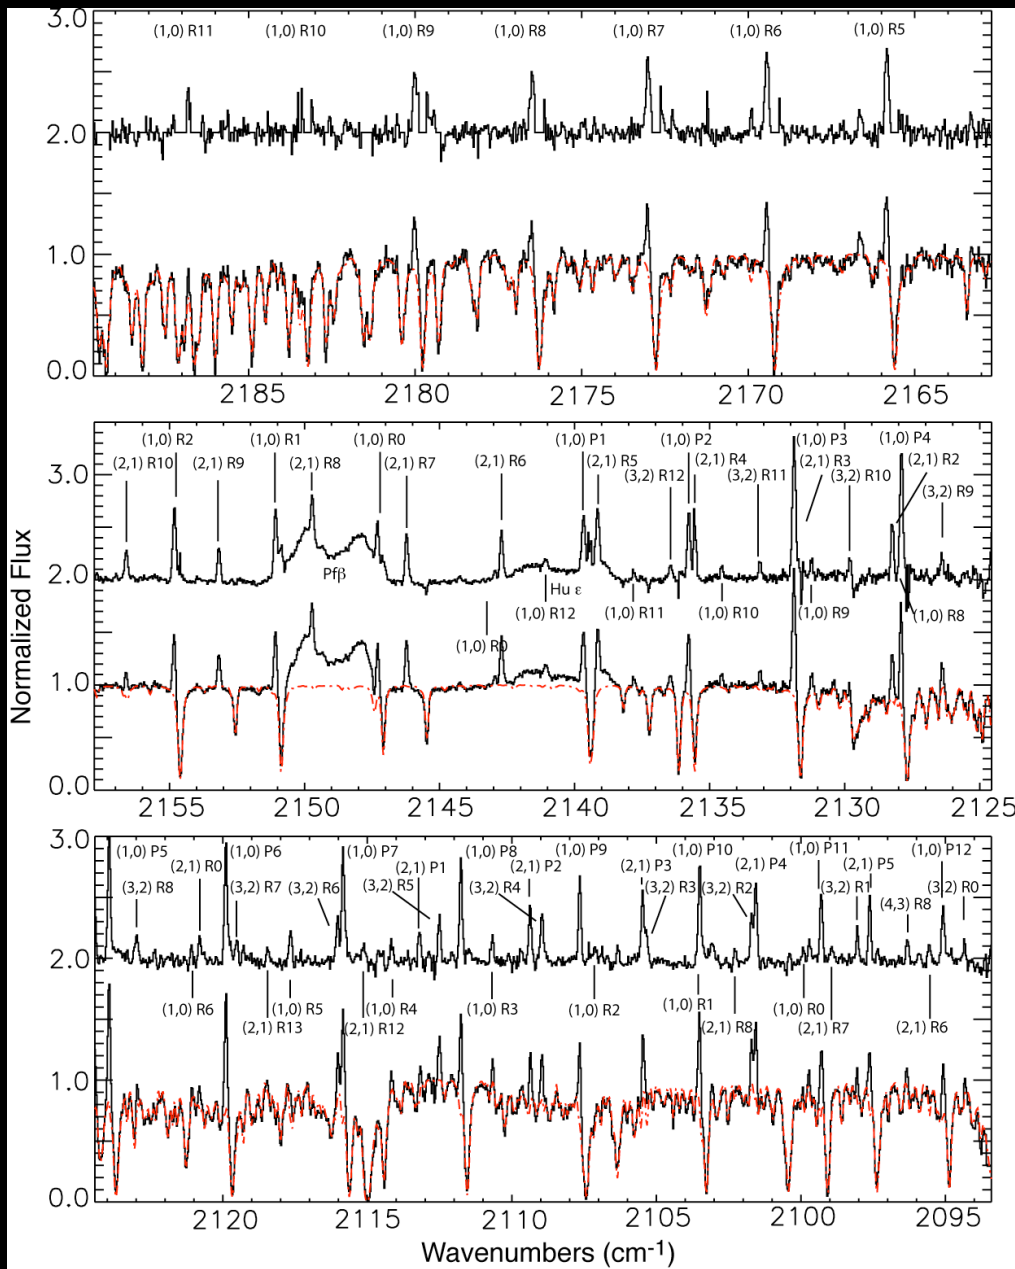 (1,0) R11 (1,0) R10 (1,0) R9 (1,0) R8 (1,0) R7 (1,0) R6 (1,0) R5
3.0
2.0
1.0
0.0
2185 2180 2175 2170 2165
(1,0) R2 (1,0) R1 (1,0) R0 (1,0) P1 (1,0) P2 (1,0) P3 (1,0) P4
(2,1) R10 (2,1) R9 (2,1) R8 (2,1) R7 (2,1) R6 (2,1) R5 (2,1) R4 (2,1) R3 (2,1) R2
(3,2) R12 (3,2) R11 (3,2) R10 (3,2) R9
3.0
Pfβ
2.0
Hu ε
(1,0) R12 (1,0) R11 (1,0) R10 (1,0) R9 (1,0) R8
(1,0) R0
1.0
0.0
2155 2150 2145 2140 2135 2130 2125
Normalized Flux
3.0
(1,0) P5 (1,0) P6 (1,0) P7 (1,0) P8 (1,0) P9 (1,0) P10 (1,0) P11 (1,0) P12
(2,1) R0 (2,1) P1 (2,1) P2 (2,1) P3 (2,1) P4 (2,1) P5
(3,2) R8 (3,2) R7 (3,2) R6 (3,2) R5 (3,2) R4 (3,2) R3 (3,2) R2 (3,2) R1 (3,2) R0
(4,3) R8
2.0
(1,0) R6 (1,0) R5 (1,0) R4 (1,0) R3 (1,0) R2 (1,0) R1 (1,0) R0
(2,1) R13 (2,1) R12 (2,1) R8 (2,1) R7 (2,1) R6
1.0
0.0
2120 2115 2110 2105 2100 2095
Wavenumbers (cm-1)